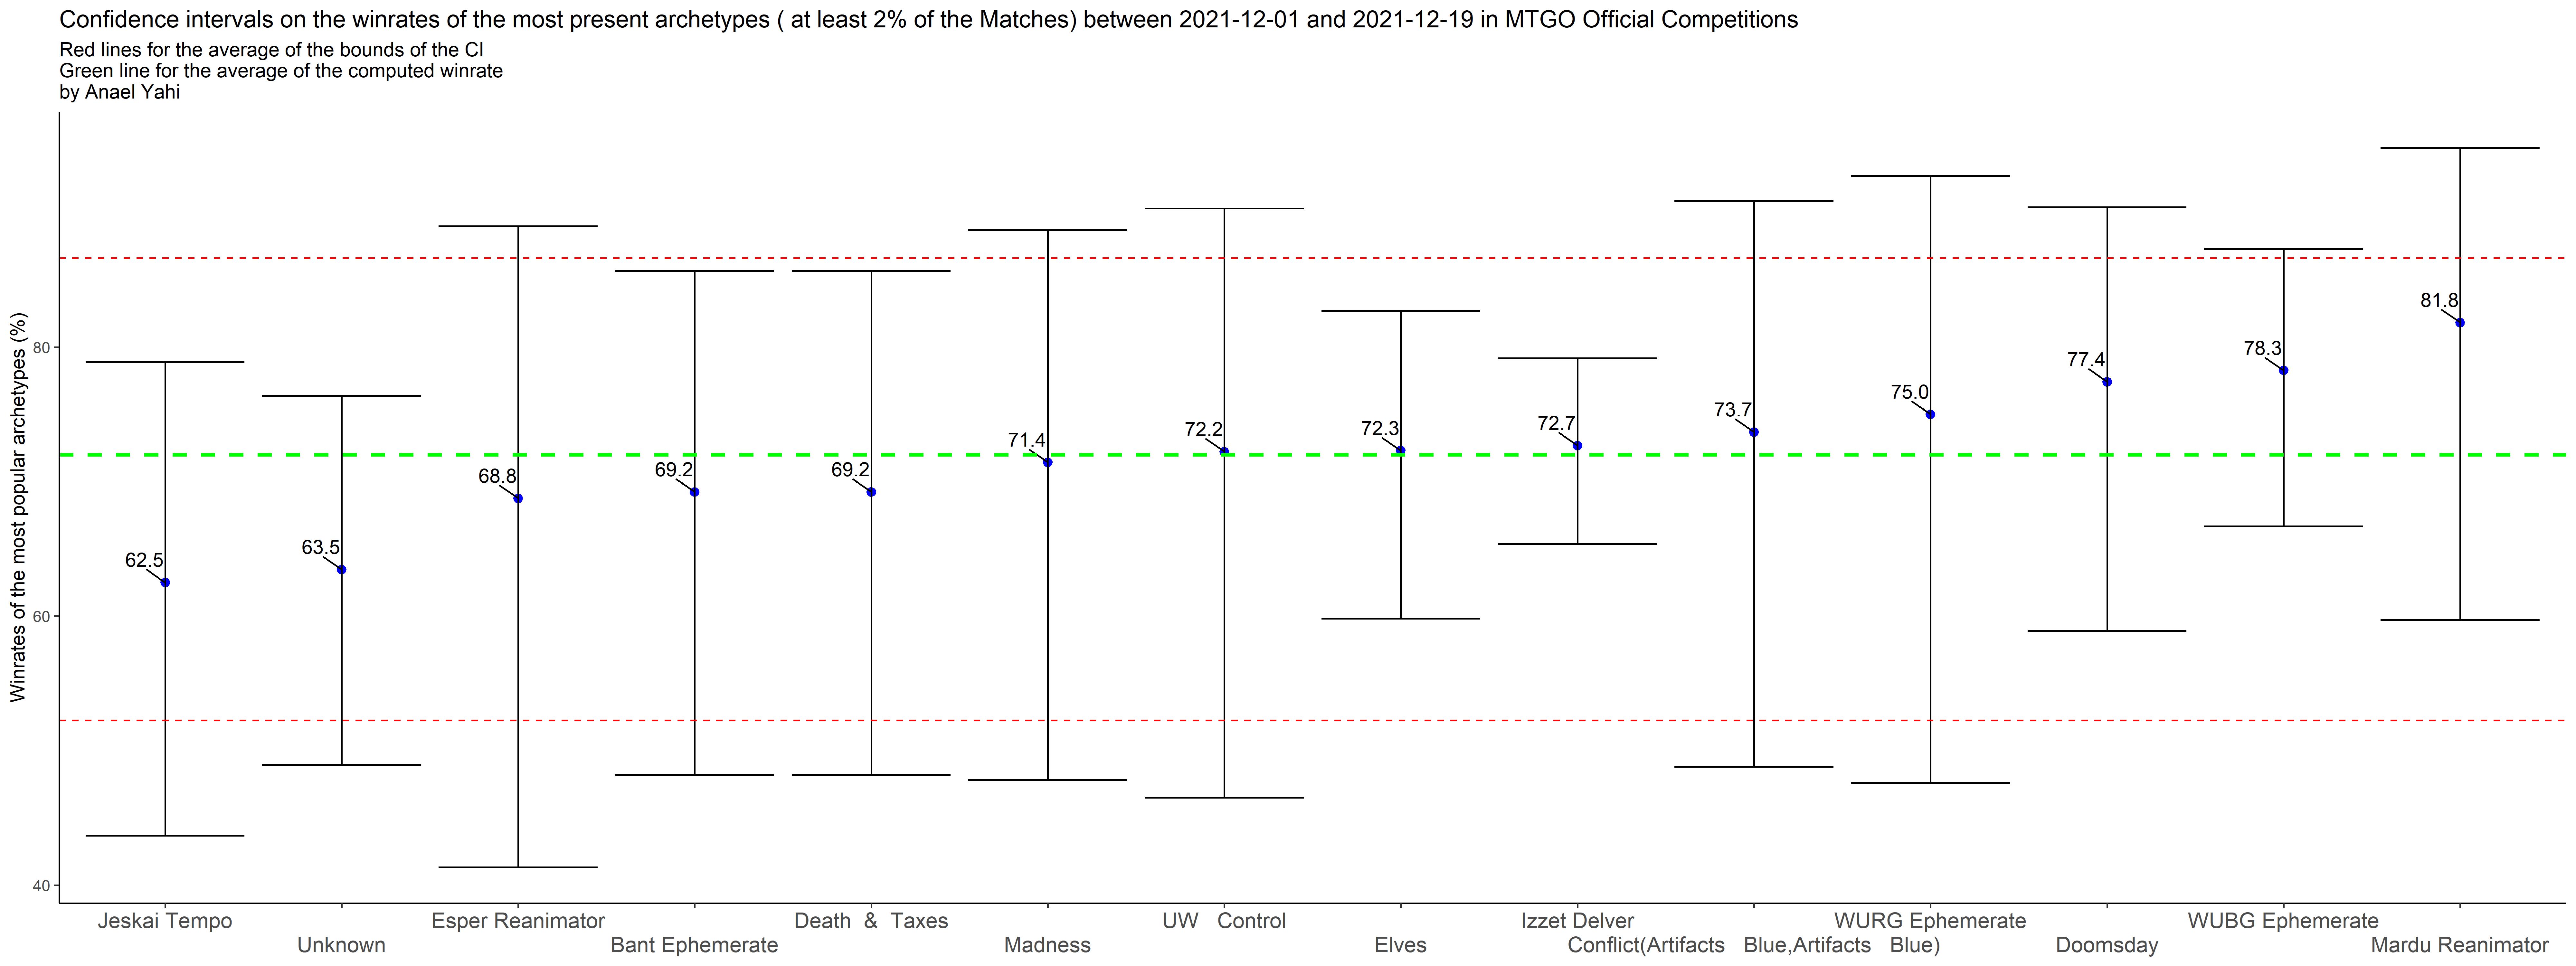 Confidence intervals on the winrates of the most present archetypes ( at least 2% of the Matches) between 2021-12-01 and 2021-12-19 in MTGO Official Competitions
Red lines for the average of the bounds of the CI
Green line for the average of the computed winrate
by Anael Yahi
Winrates of the most popular archetypes (%)
80
60
40
62.5
63.5
68.8
69.2
69.2
71.4
72.2
72.3
72.7
73.7
75.0
77.4
78.3
81.8
Jeskai Tempo
Unknown
Esper Reanimator
Bant Ephemerate
Death & Taxes
Madness
UW Control
Elves
Izzet Delver
Conflict(Artifacts Blue,Artifacts Blue)
WURG Ephemerate
Doomsday
WUBG Ephemerate
Mardu Reanimator